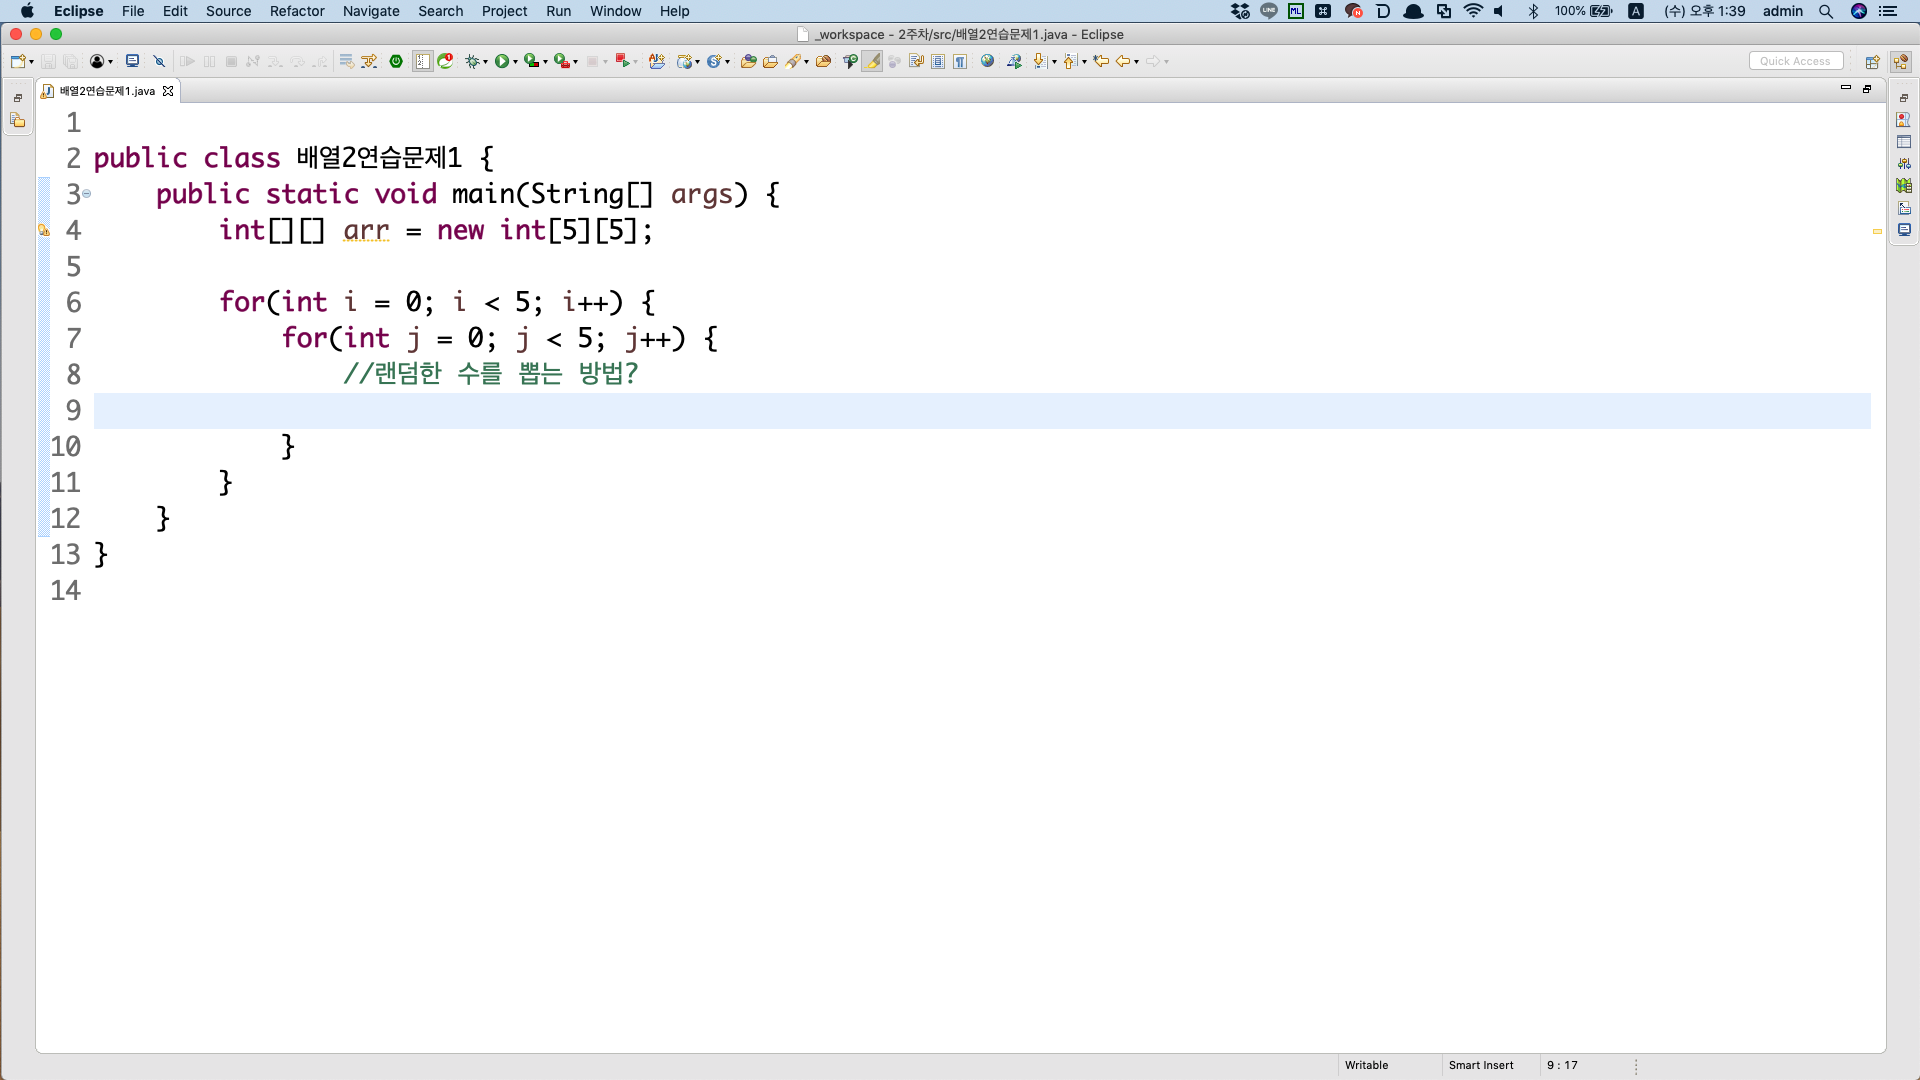 Eclipse File Edit Source Refactor Navigate Search Project Run Window Help 100% A (수) 오후 1:39 admin
_workspace - 2주차/src/배열2연습문제1.java - Eclipse
Quick Access
배열2연습문제1.java
1
2 public class 배열2연습문제1 {
3 public static void main(String[] args) {
4 int[][] arr = new int[5][5];
5
6 for(int i = 0; i < 5; i++) {
7 for(int j = 0; j < 5; j++) {
8 //랜덤한 수를 뽑는 방법?
9
10 }
11 }
12 }
13 }
14
Writable Smart Insert 9 : 17